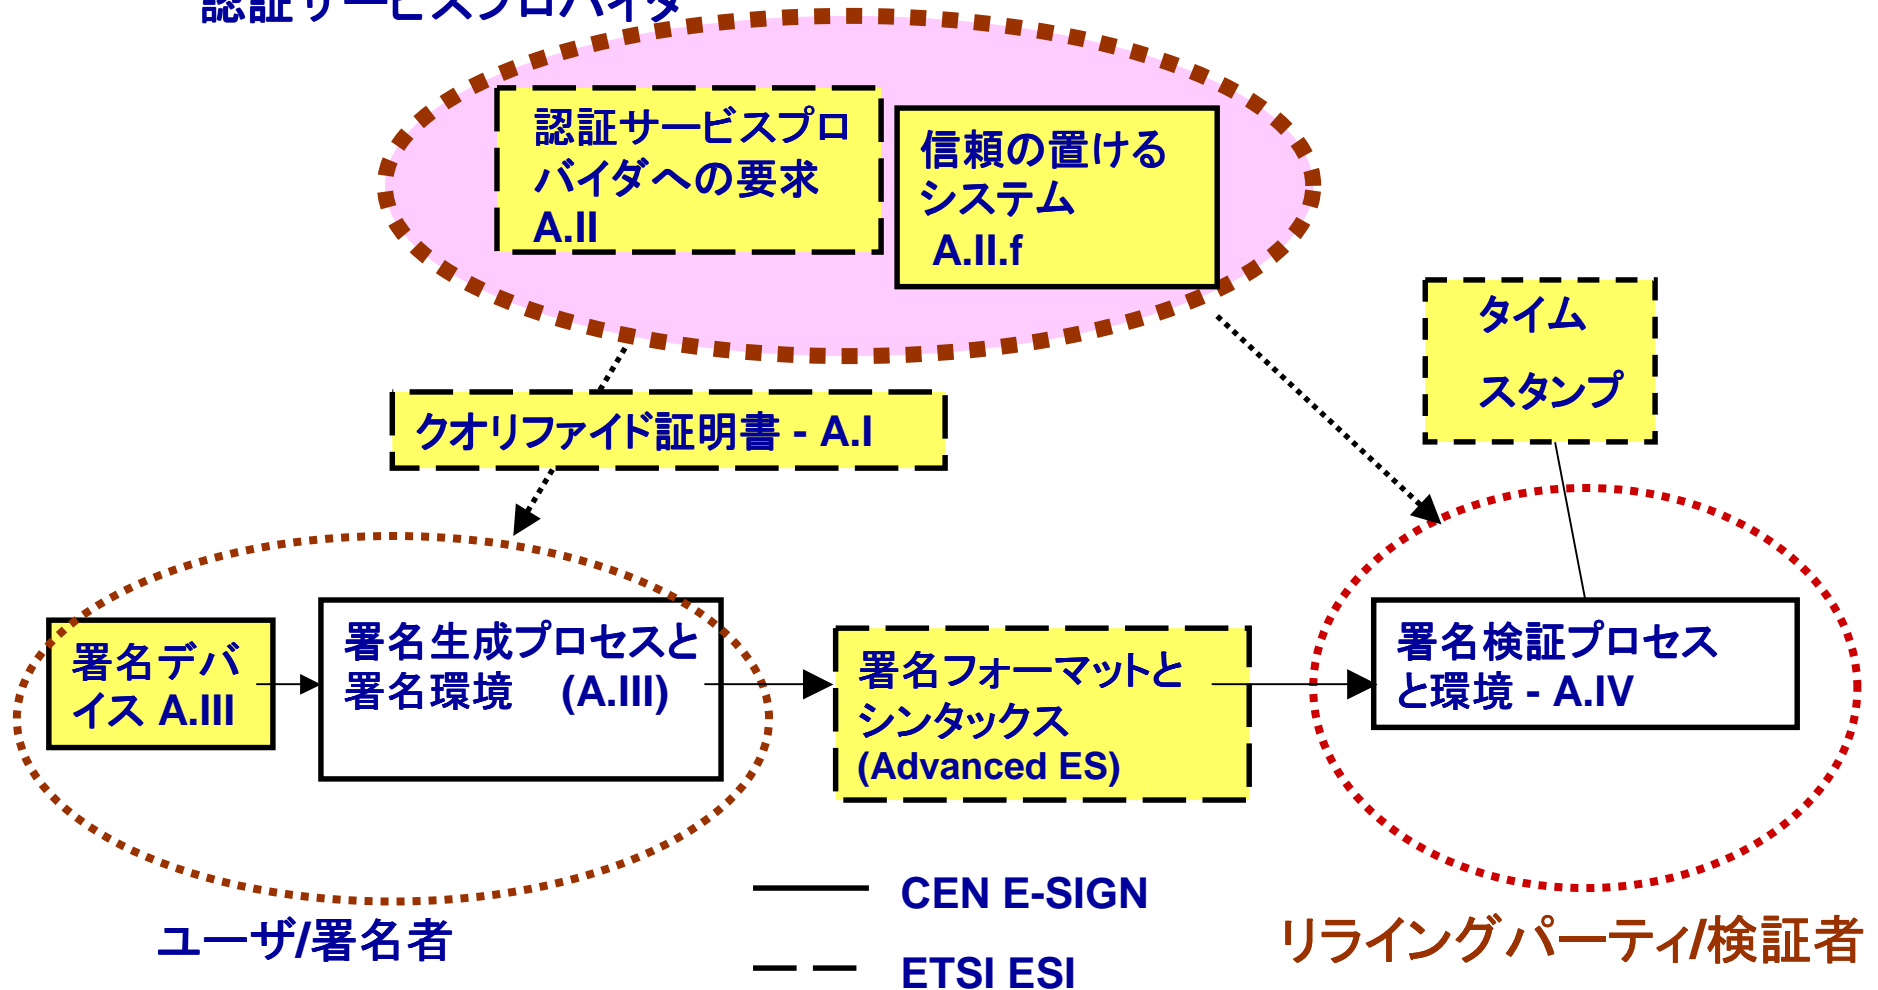 認証サービスプロバイダ
認証サービスプロ
バイダへの要求
A.II
信頼の置ける
システム
A.II.f
タイム
スタンプ
クオリファイド証明書 - A.I
署名デバ
イス A.III
署名生成プロセスと
署名環境 (A.III)
署名フォーマットと
シンタックス
(Advanced ES)
署名検証プロセス
と環境 - A.IV
ユーザ/署名者
リライングパーティ/検証者
CEN E-SIGN
ETSI ESI